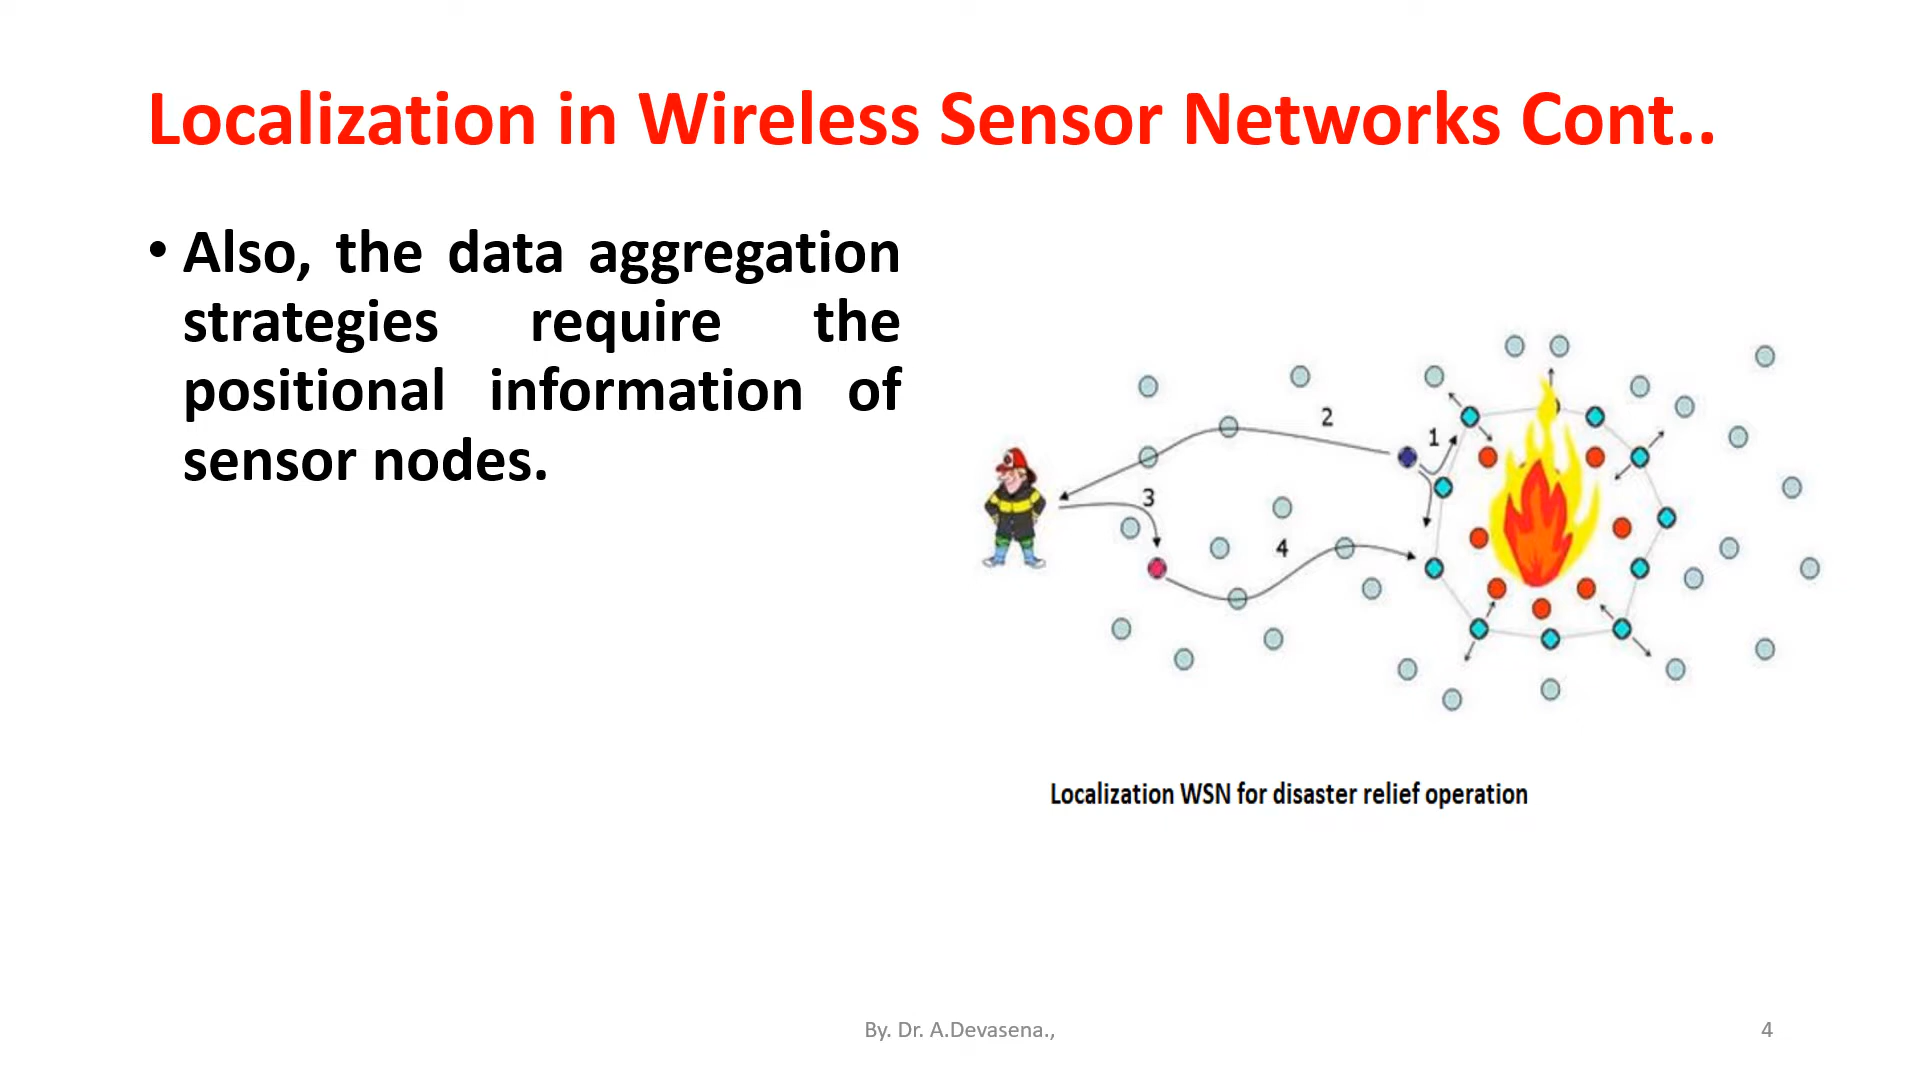 Localization in Wireless Sensor Networks Cont..
• Also, the data aggregation
strategies require the
positional information of
sensor nodes.
2
1
3
4
Localization WSN for disaster relief operation
By. Dr. A.Devasena.,
4